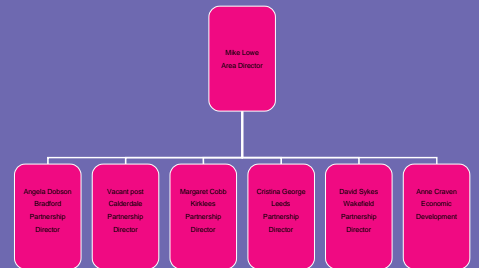 Mike Lowe
Area Director
Angela Dobson
Bradford
Partnership
Director
Vacant post
Calderdale
Partnership
Director
Margaret Cobb
Kirklees
Partnership
Director
Cristina George
Leeds
Partnership
Director
David Sykes
Wakefield
Partnership
Director
Anne Craven
Economic
Development